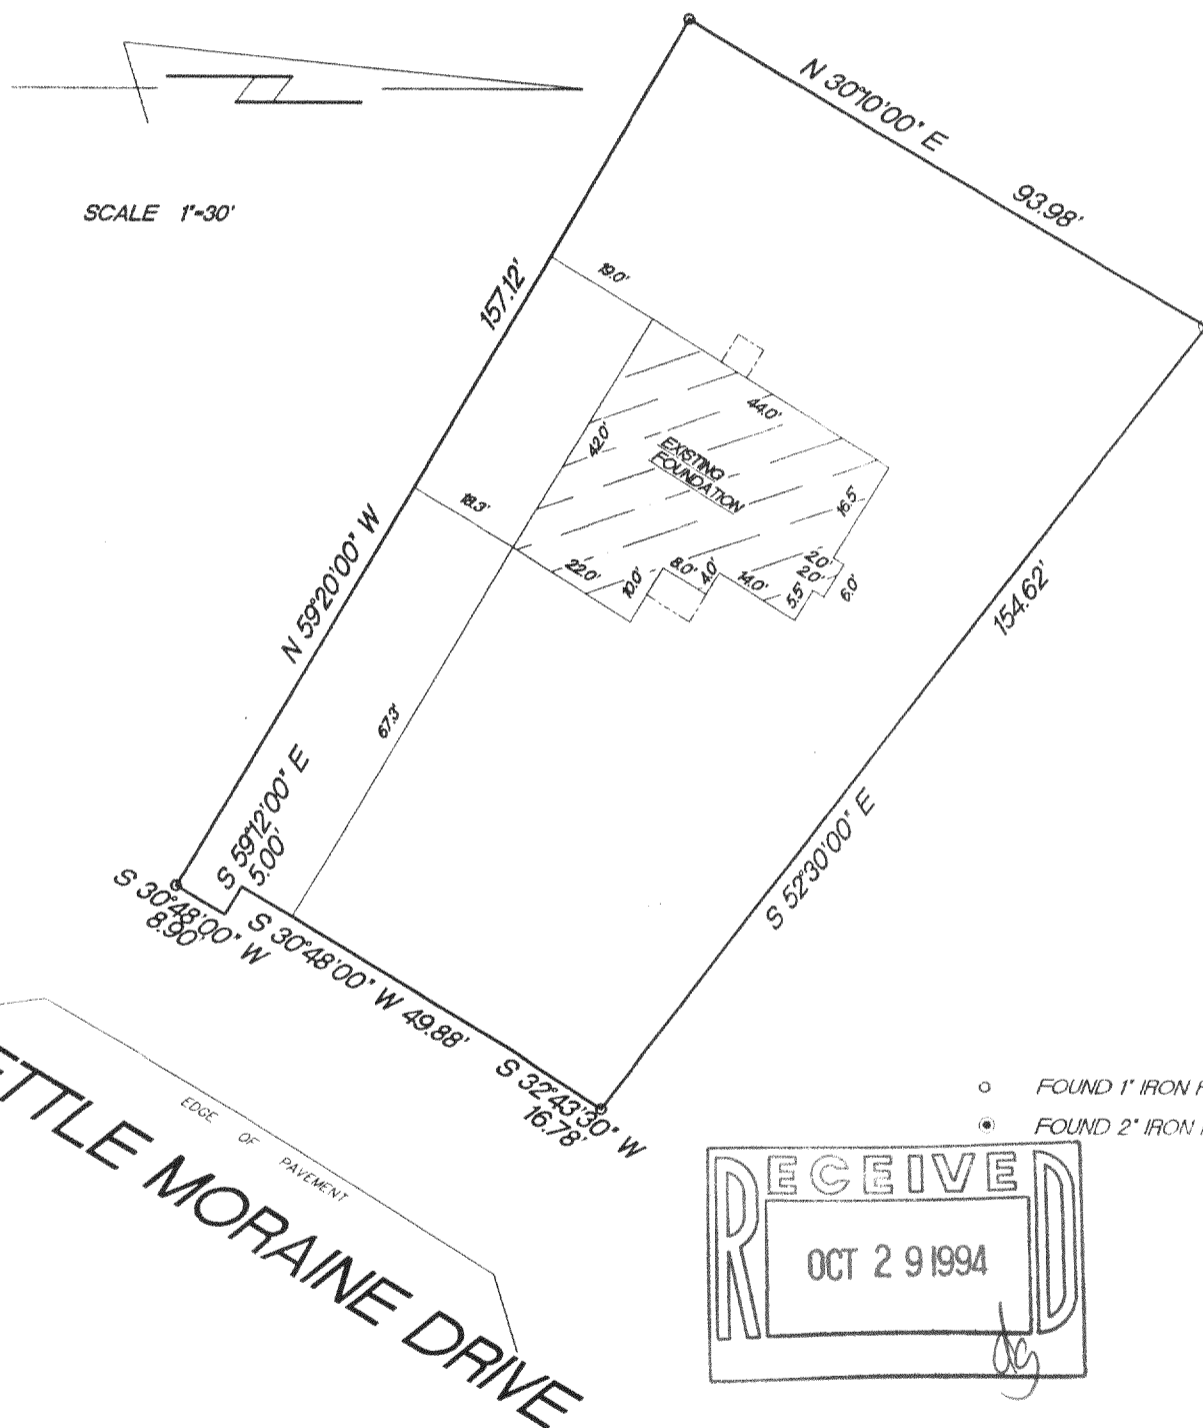 N 30°10'00" E
93.98'
SCALE 1"=30'
157.12'
19.0'
44.0'
42.0'
EXISTING
FOUNDATION
16.5'
18.3'
22.0'
10.0'
8.0'
4.0'
14.0'
2.0'
2.0'
5.5'
6.0'
N 59°20'00" W
154.62'
67.3'
S 59°12'00" E
5.00'
S 52°30'00" E
S 30°48'00" W
8.90'
S 30°48'00" W 49.88'
S 32°43'30" W
16.78'
EDGE OF PAVEMENT
ETTLE MORAINE DRIVE
FOUND 1" IRON
FOUND 2" IRON
RECEIVED
OCT 29 1994
dg